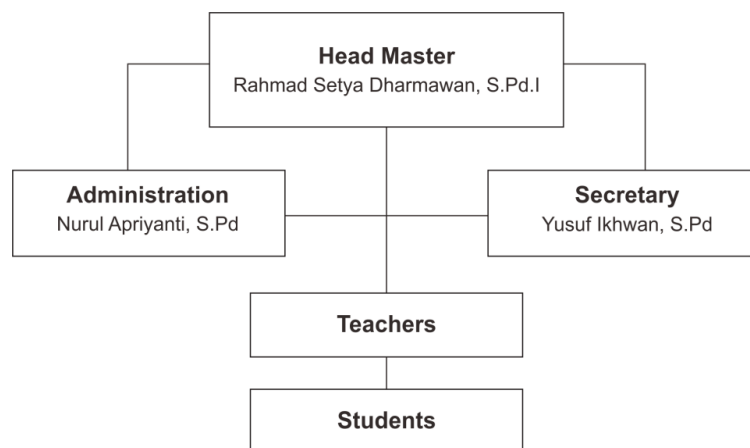 Head Master
Rahmad Setya Dharmawan, S.Pd.I
Administration
Nurul Apriyanti, S.Pd
Secretary
Yusuf Ikhwan, S.Pd
Teachers
Students